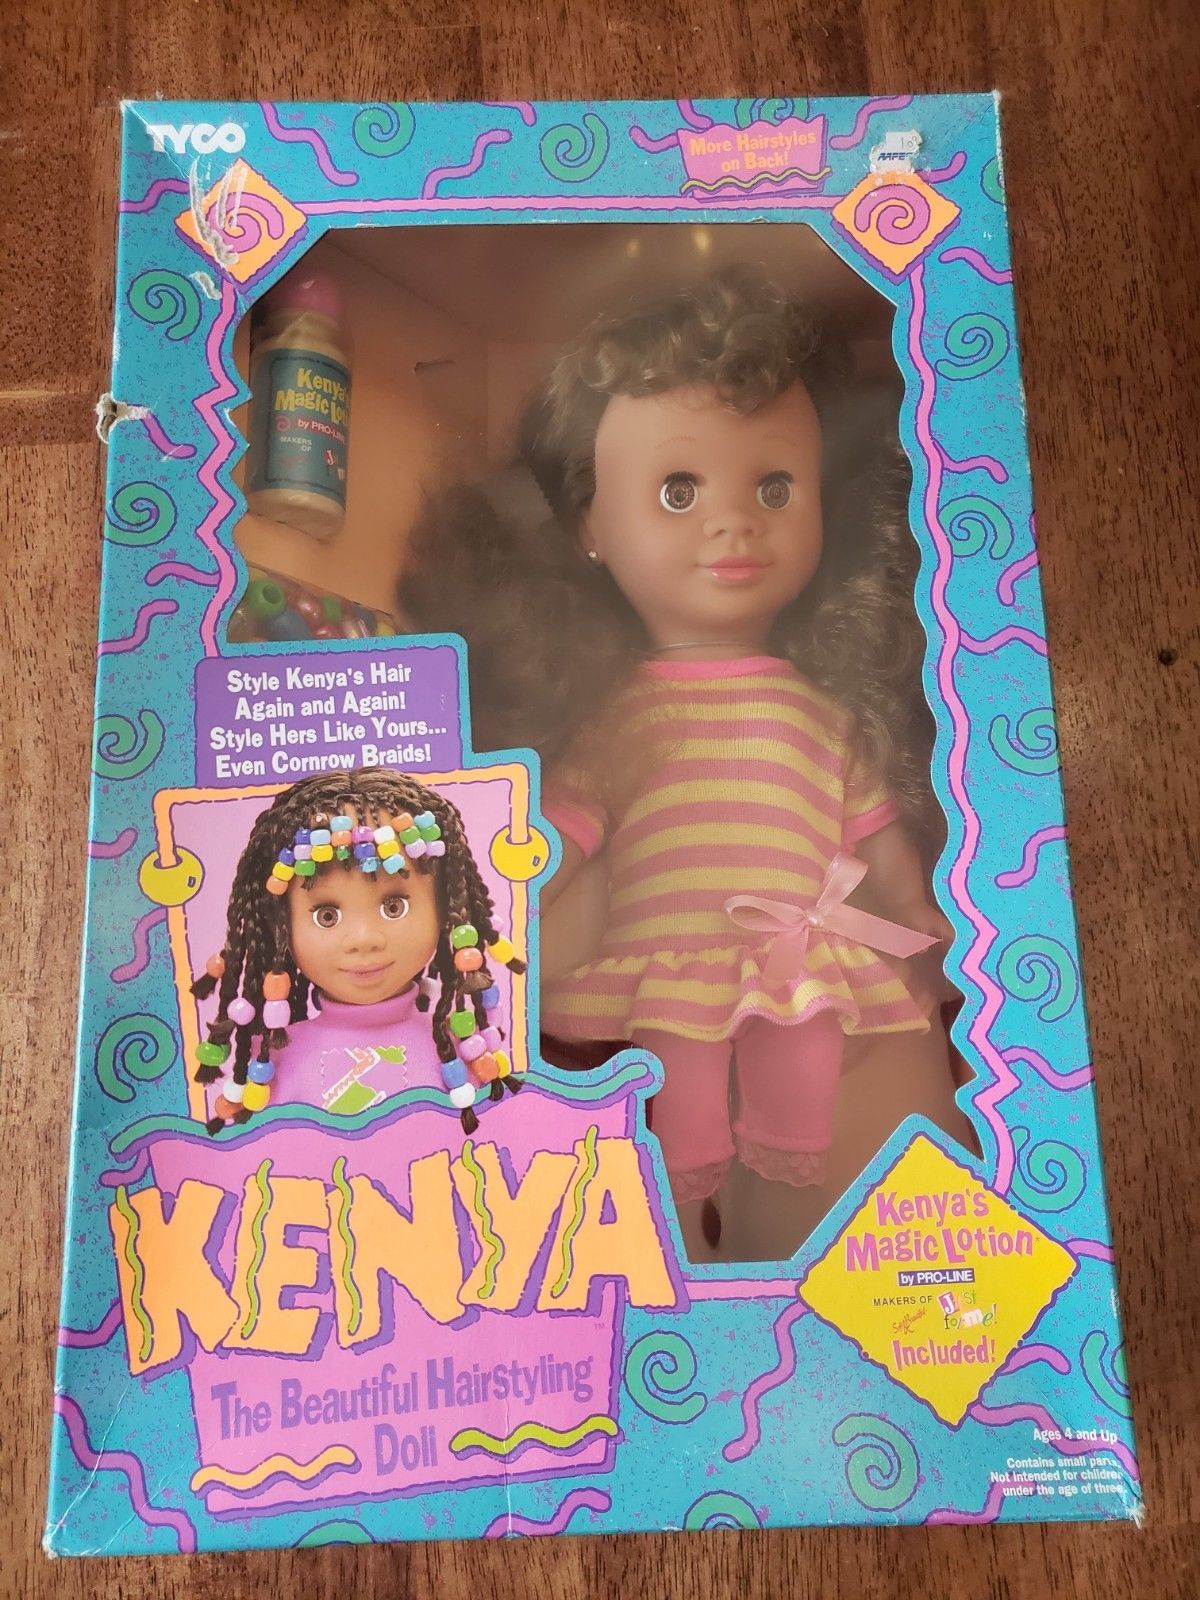 TYCO
More Hairstyles
on Back!
AAFES
Kenya's
Magic Lotion
by PRO-LINE
MAKERS
OF
Style Kenya's Hair
Again and Again!
Style Hers Like Yours...
Even Cornrow Braids!
KENYA
TM
The Beautiful Hairstyling
Doll
Kenya's
Magic Lotion*
by PRO-LINE
MAKERS OF Just
for me!
Included!
Ages 4 and Up
Contains small parts.
Not intended for children
under the age of three.